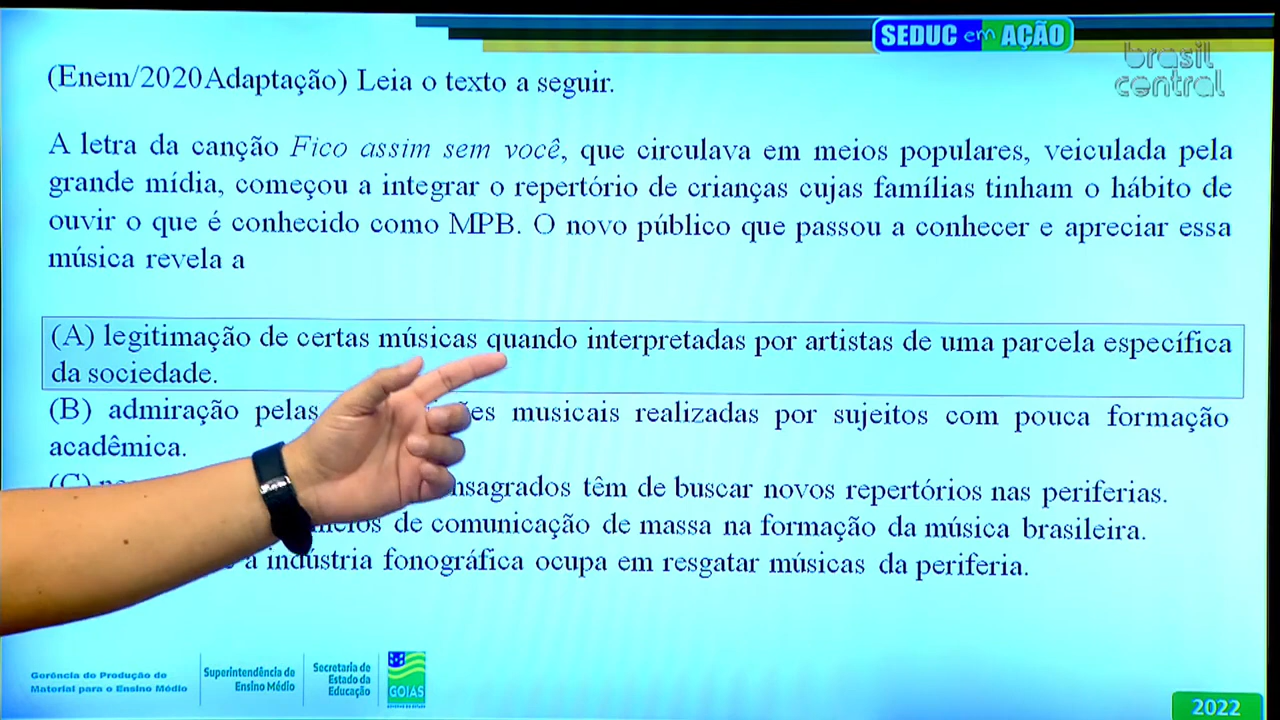 SEDUC em AÇÃO
brasil
central
(Enem/2020Adaptação) Leia o texto a seguir.
A letra da canção Fico assim sem você, que circulava em meios populares, veiculada pela
grande mídia, começou a integrar o repertório de crianças cujas famílias tinham o hábito de
ouvir o que é conhecido como MPB. O novo público que passou a conhecer e apreciar essa
música revela a
(A) legitimação de certas músicas quando interpretadas por artistas de uma parcela específica
da sociedade.
(B) admiração pelas musicais realizadas por sujeitos com pouca formação
acadêmica.
(C) têm de buscar novos repertórios nas periferias.
de comunicação de massa na formação da música brasileira.
a indústria fonográfica ocupa em resgatar músicas da periferia.
Gerência de Produção de
Material para o Ensino Médio
Superintendência de
Ensino Médio
Secretaria de
Estado da
Educação
GOIÁS
2022